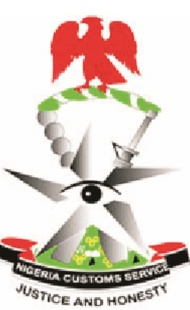 NIGERIA CUSTOMS SERVICE
JUSTICE AND HONESTY